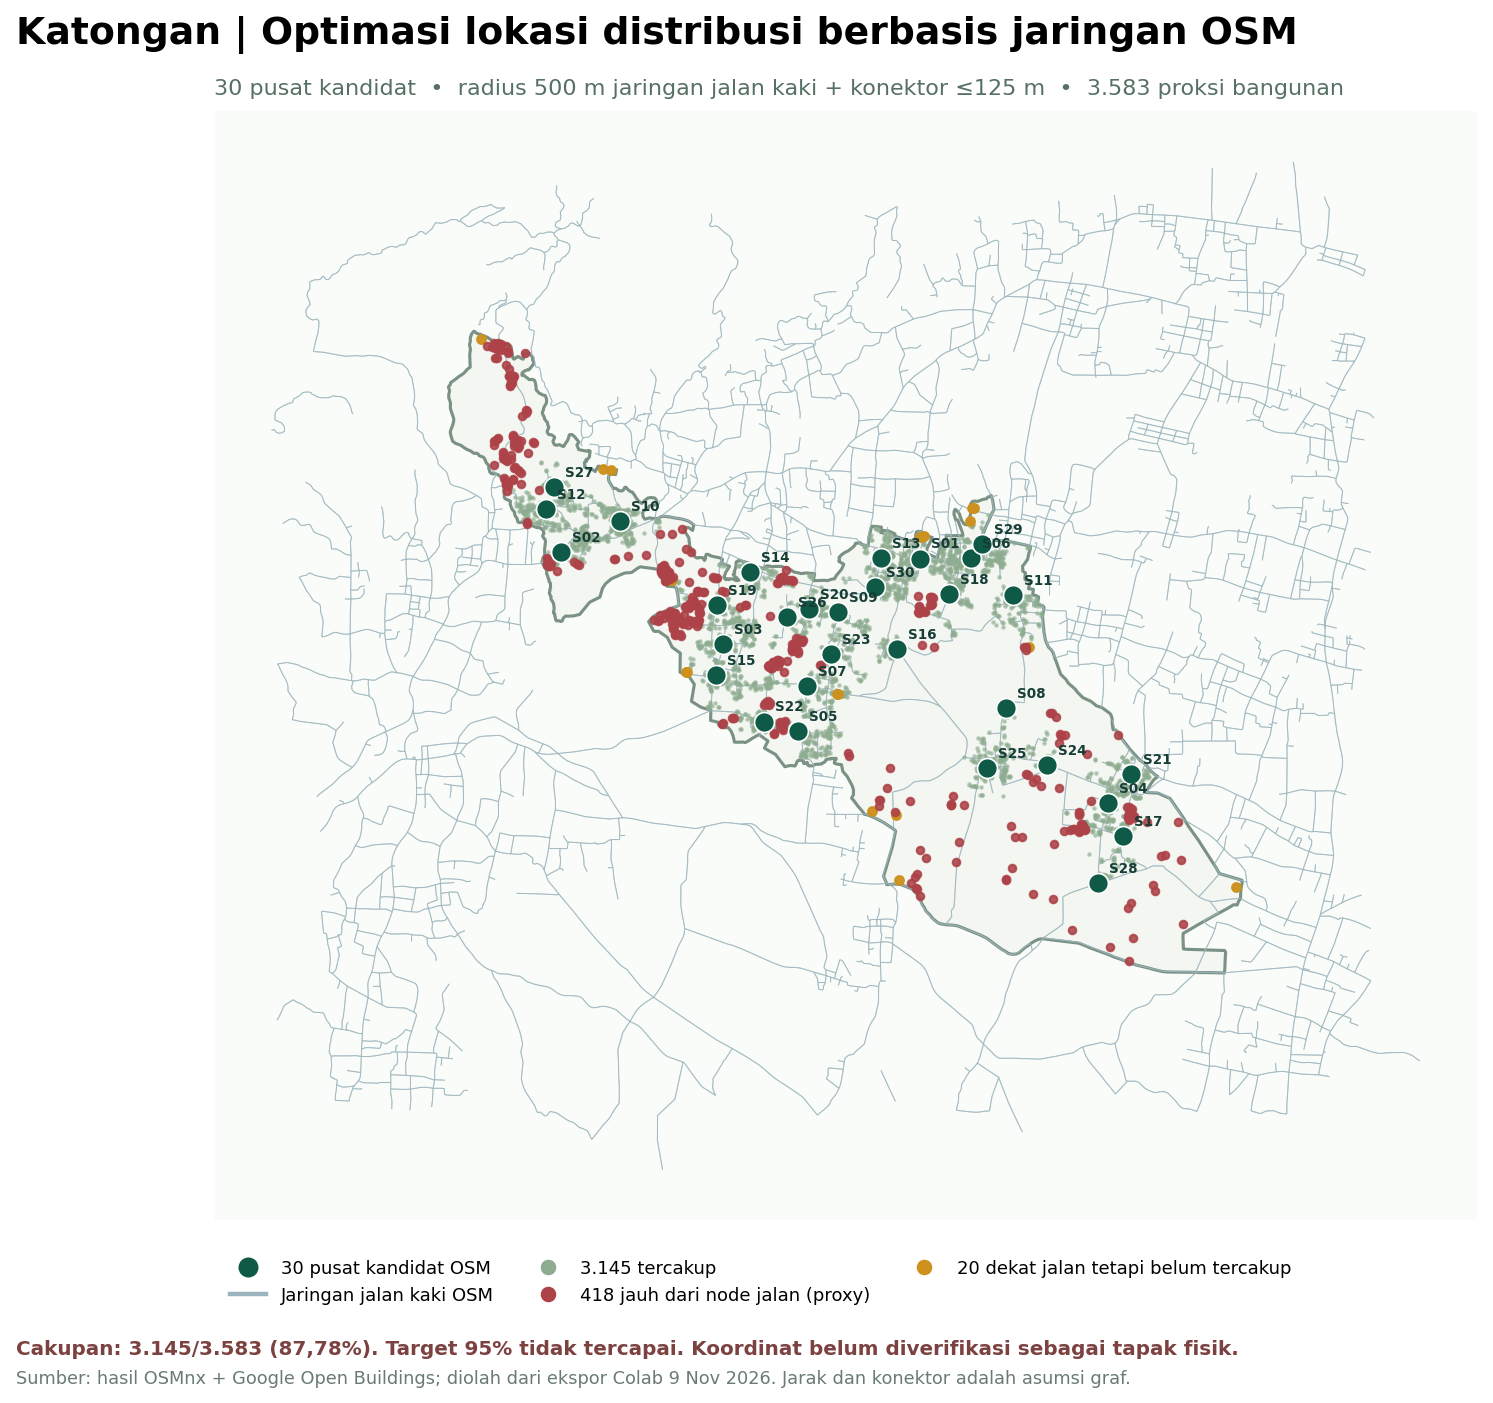 Katongan | Optimasi lokasi distribusi berbasis jaringan OSM
30 pusat kandidat • radius 500 m jaringan jalan kaki + konektor ≤125 m • 3.583 proksi bangunan
S27
S12
S10
S02
S29
S13
S01
S06
S14
S30
S18
S11
S19
S20
S09
S26
S03
S16
S23
S15
S07
S08
S22
S05
S24
S25
S21
S04
S17
S28
30 pusat kandidat OSM
Jaringan jalan kaki OSM
3.145 tercakup
418 jauh dari node jalan (proxy)
20 dekat jalan tetapi belum tercakup
Cakupan: 3.145/3.583 (87,78%). Target 95% tidak tercapai. Koordinat belum diverifikasi sebagai tapak fisik.
Sumber: hasil OSMnx + Google Open Buildings; diolah dari ekspor Colab 9 Nov 2026. Jarak dan konektor adalah asumsi graf.